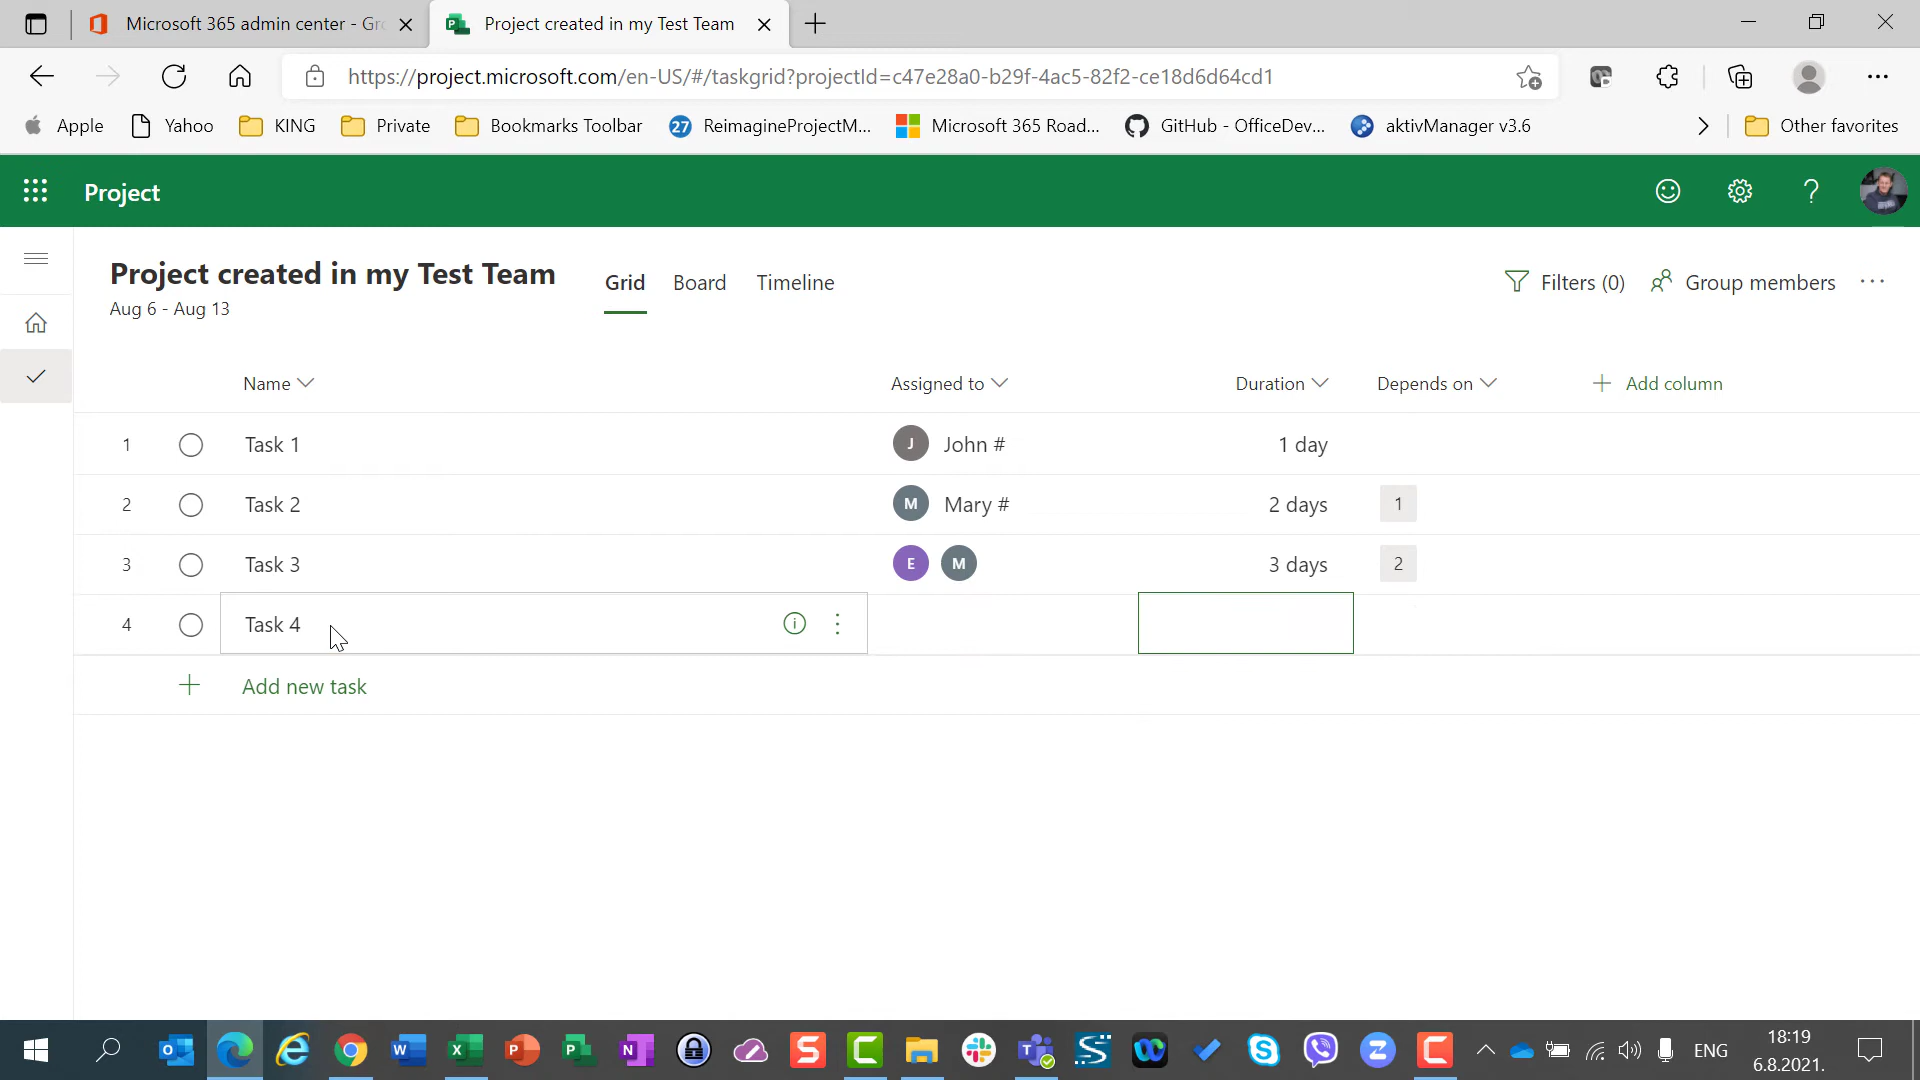 Microsoft 365 admin center - Gr
Project created in my Test Team
https://project.microsoft.com/en-US/#/taskgrid?projectId=c47e28a0-b29f-4ac5-82f2-ce18d6d64cd1
Apple Yahoo KING Private Bookmarks Toolbar 27 ReimagineProjectM... Microsoft 365 Road... GitHub - OfficeDev... aktivManager v3.6 Other favorites
Project
Project created in my Test Team
Aug 6 - Aug 13
Grid Board Timeline
Filters (0) Group members
Name Assigned to Duration Depends on Add column
1 Task 1 J John # 1 day
2 Task 2 M Mary # 2 days 1
3 Task 3 E M 3 days 2
4 Task 4
Add new task
ENG
18:19
6.8.2021.